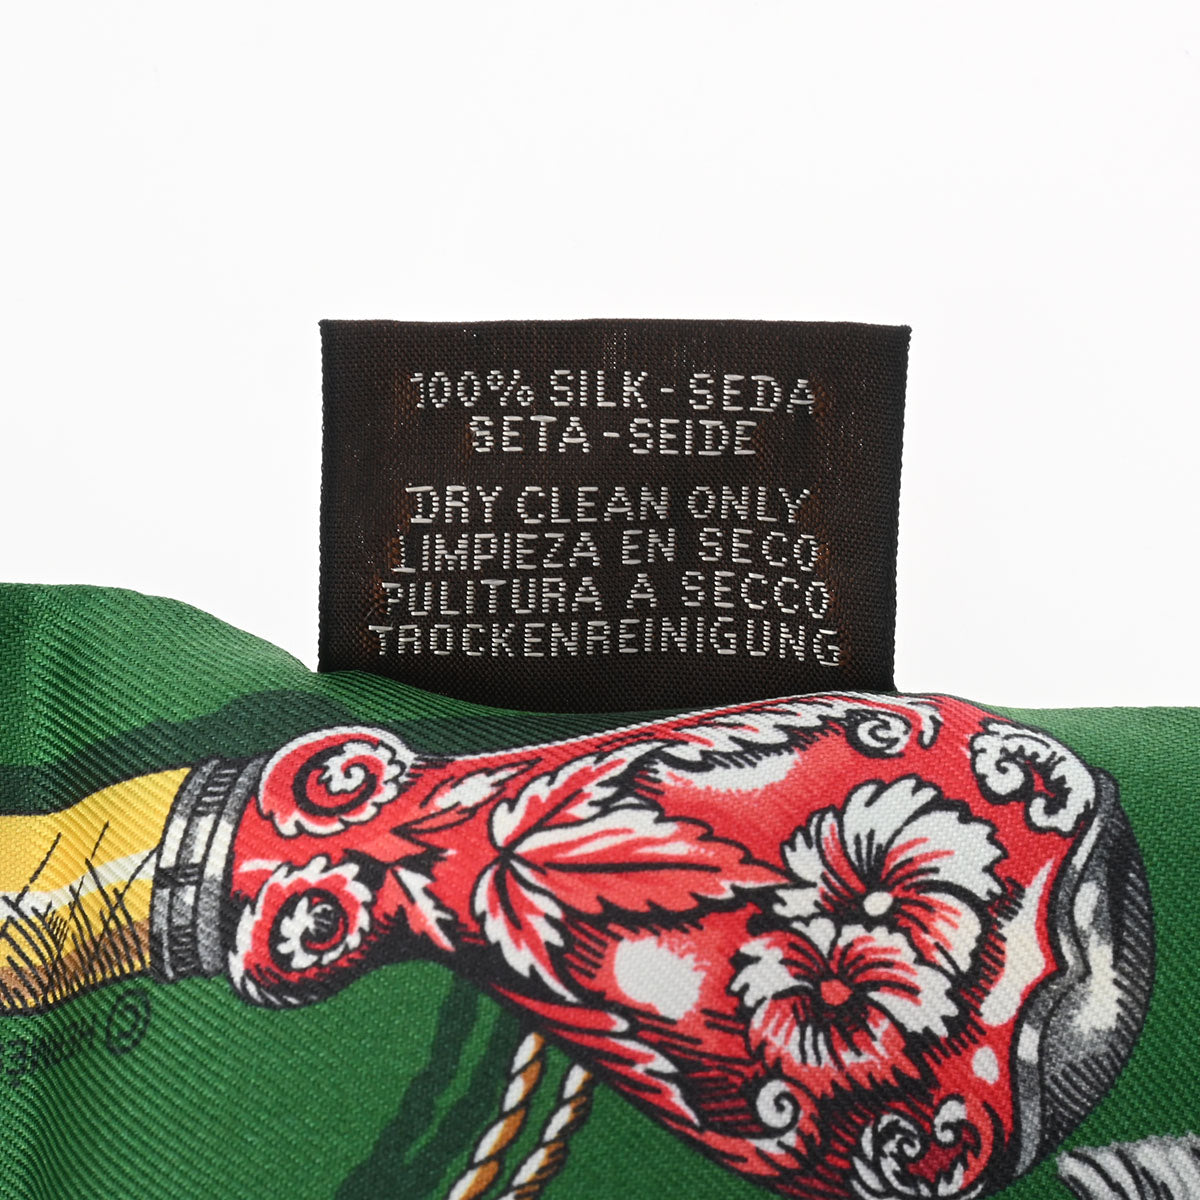 100% SILK - SEDA
SETA - SEIDE
DRY CLEAN ONLY
LIMPIEZA EN SECO
PULITURA A SECCO
TROCKENREINIGUNG
©